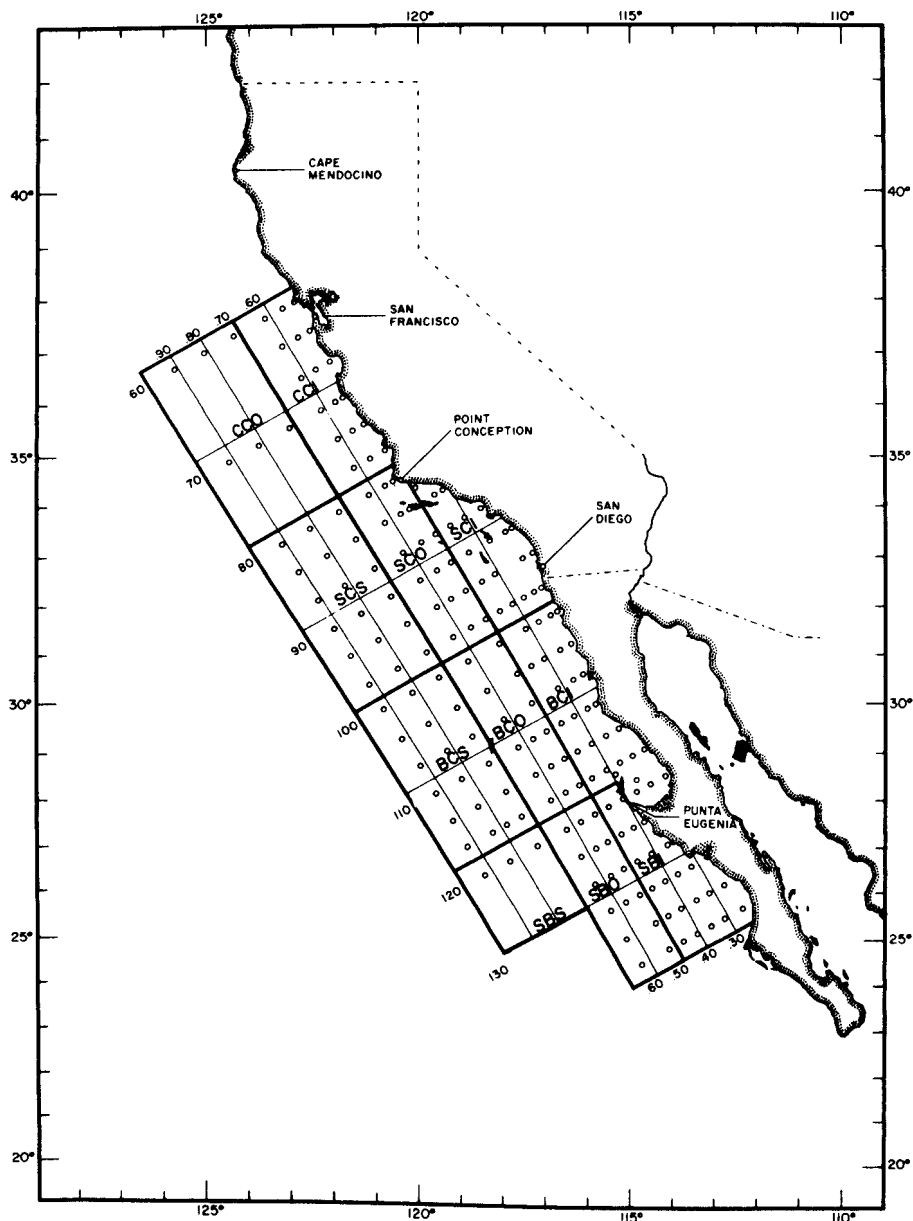 125° 120° 115° 110°
CAPE
MENDOCINO
40° 40°
60
70
80
90
60
SAN
FRANCISCO
CCI
CCO
POINT
CONCEPTION
35° 35°
70
SAN
DIEGO
80
SCI
SCO
SCS
90
30° 30°
100
BCI
BCO
BCS
110
PUNTA
EUGENIA
120
SBI
SBO
SBS
25° 25°
130
60 50 40 30
20° 20°
125° 120° 115° 110°